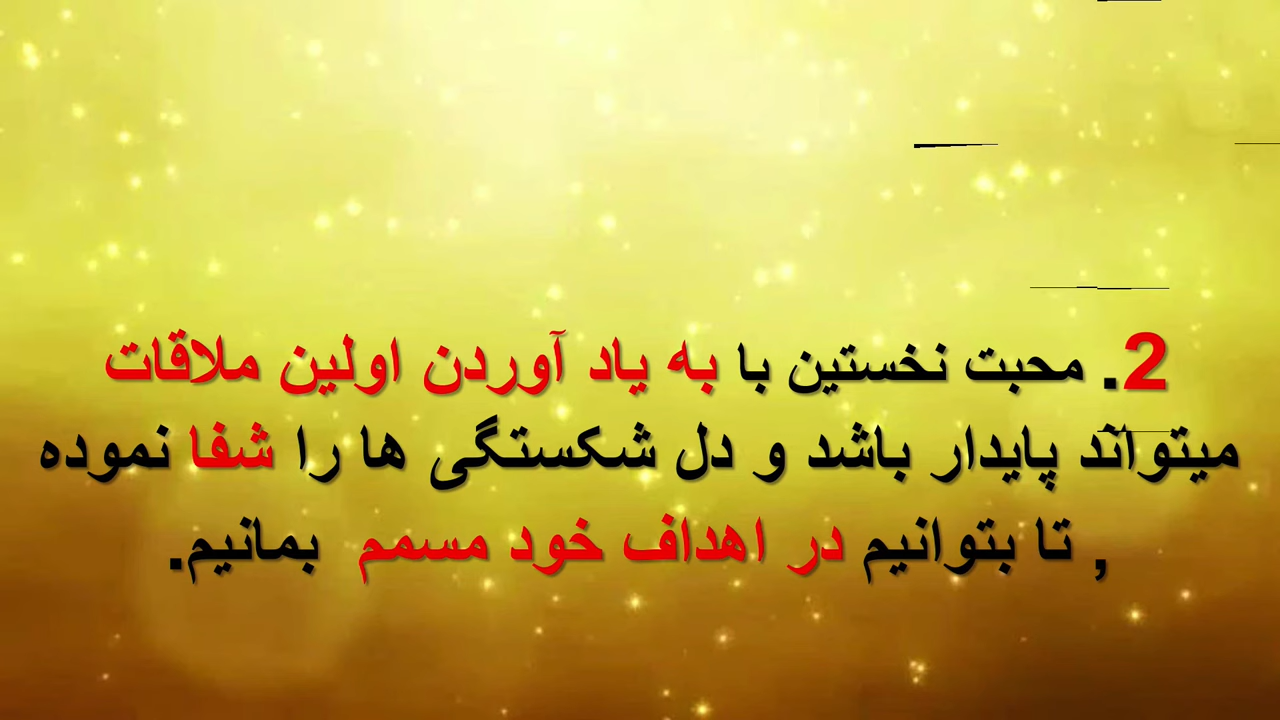 2. محبت نخستین با به یاد آوردن اولین ملاقات
میتواند پایدار باشد و دل شکستگی ها را شفا نموده
, تا بتوانیم در اهداف خود مسمم بمانیم.